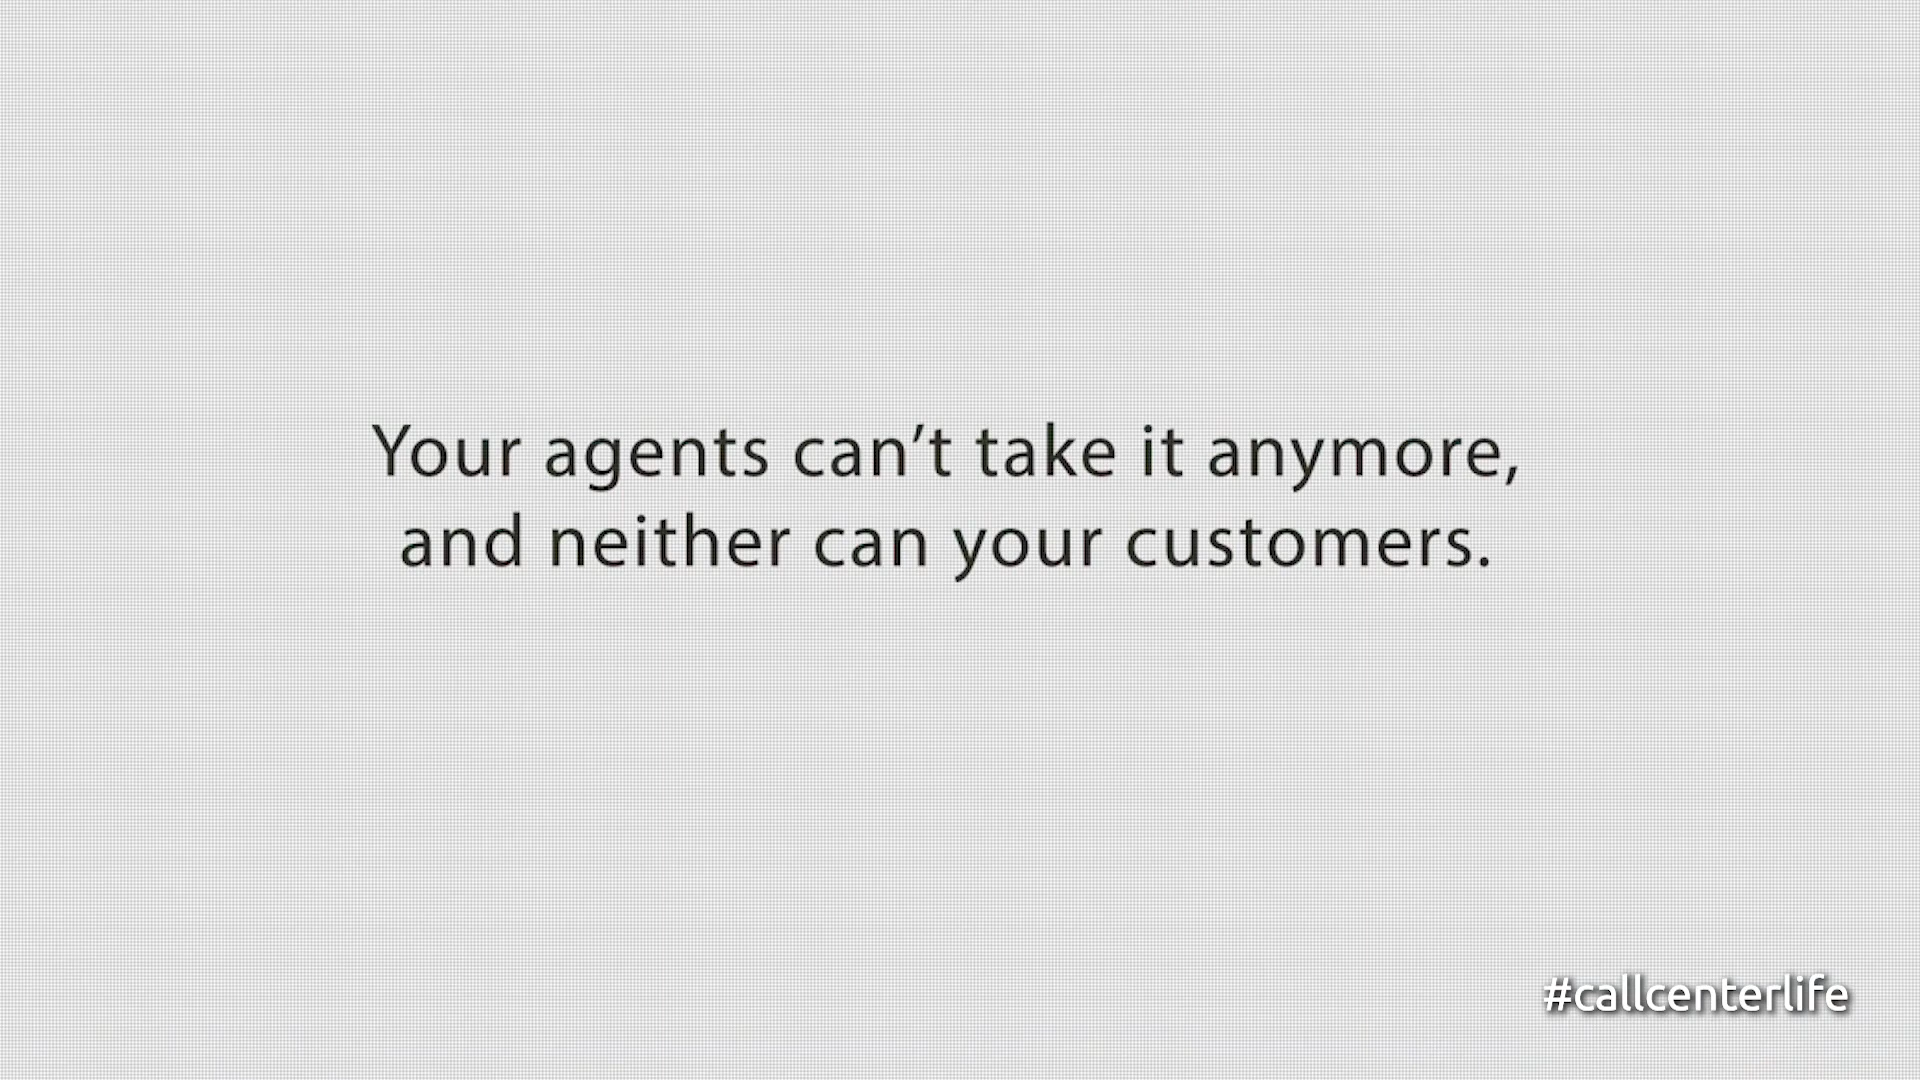 Your agents can’t take it anymore,
and neither can your customers.
#callcenterlife